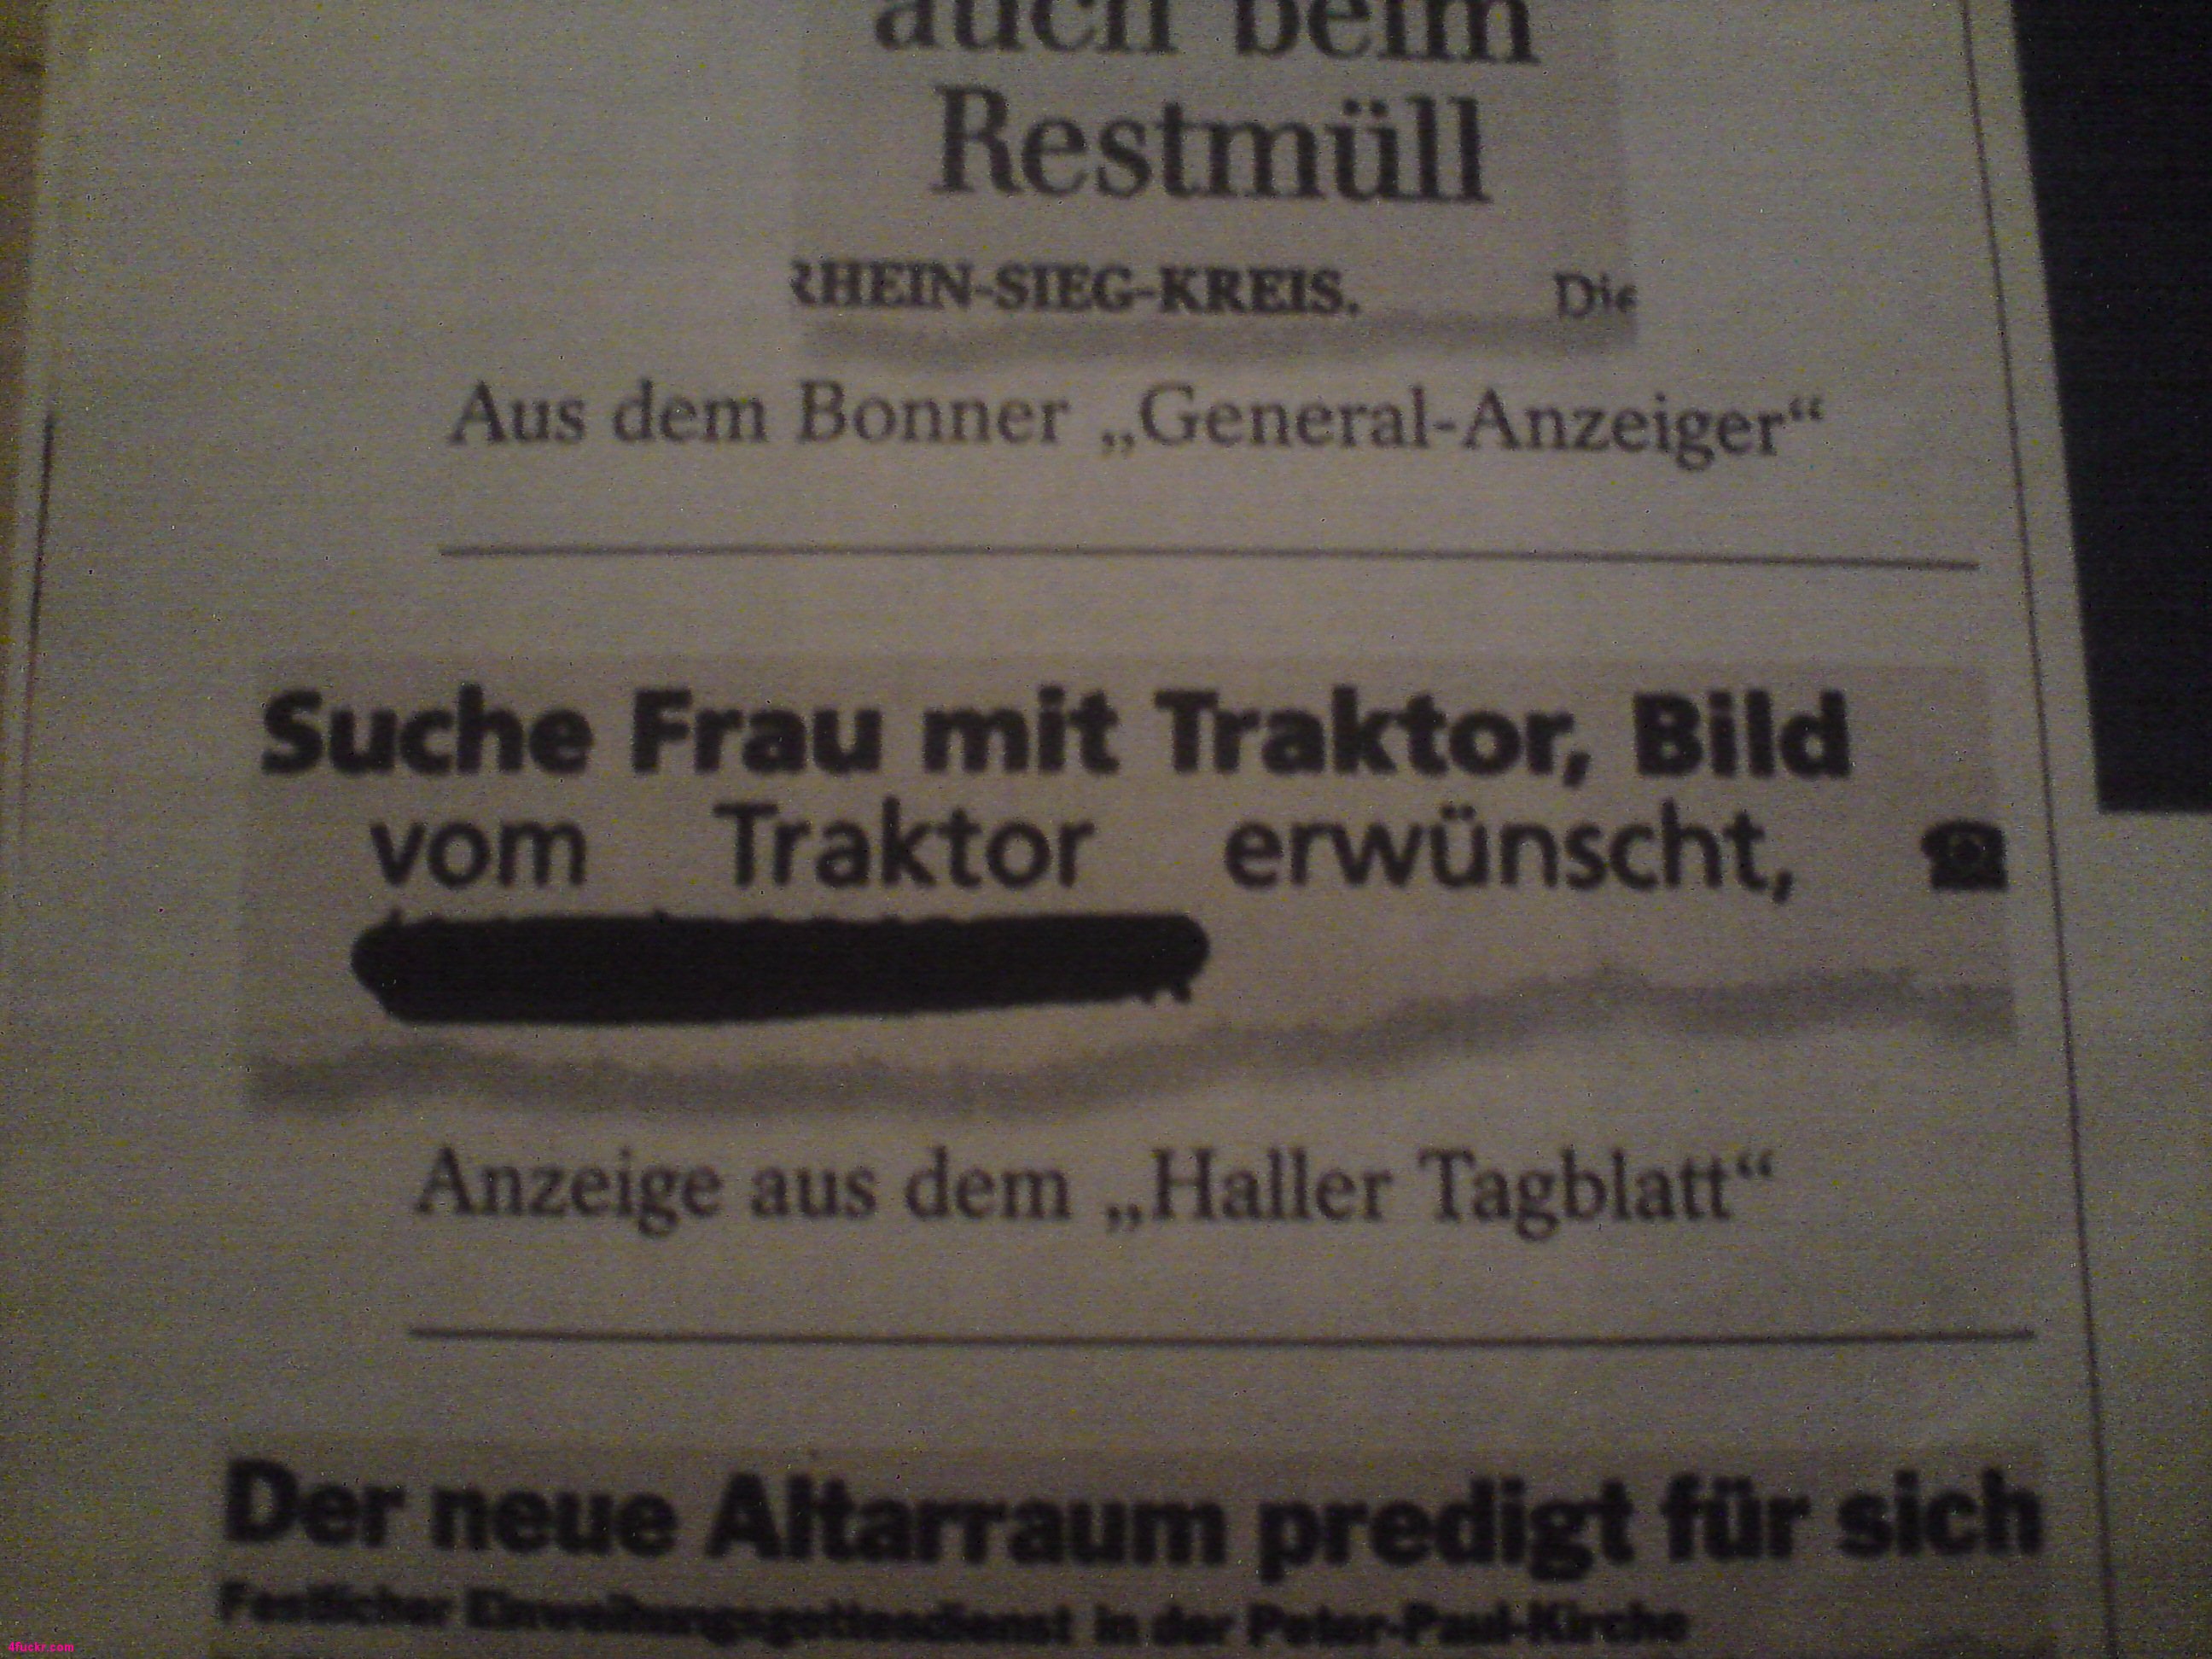 auch beim
Restmüll
RHEIN-SIEG-KREIS. Die
Aus dem Bonner „General-Anzeiger“
Suche Frau mit Traktor, Bild
vom Traktor erwünscht, ☎
Anzeige aus dem „Haller Tagblatt“
Der neue Altarraum predigt für sich
Festlicher Einweihungsgottesdienst in der Peter-Paul-Kirche
4fuckr.com